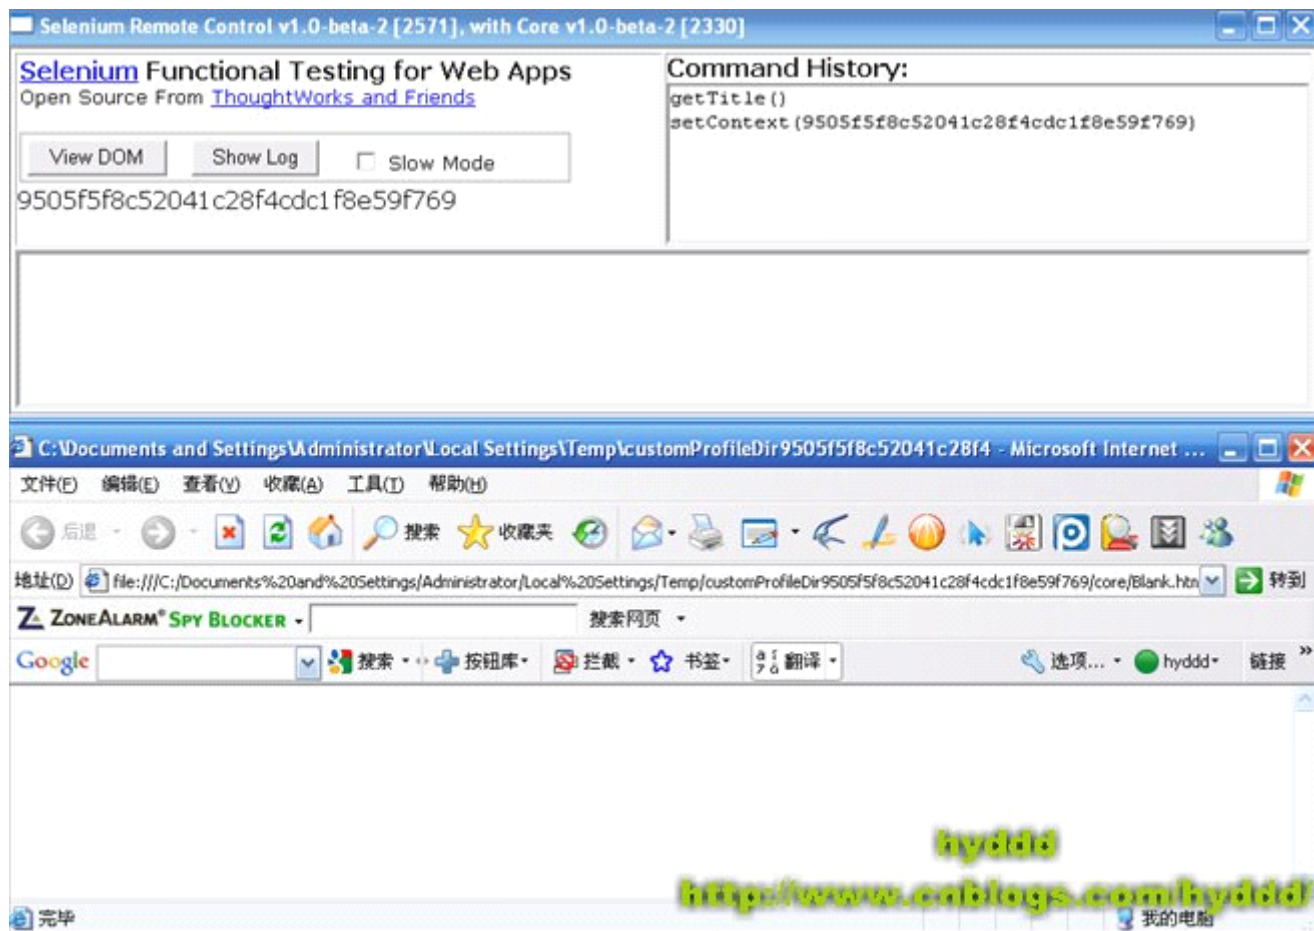 Selenium Remote Control v1.0-beta-2 [2571], with Core v1.0-beta-2 [2330]
Selenium Functional Testing for Web Apps
Open Source From ThoughtWorks and Friends
View DOM Show Log Slow Mode
9505f5f8c52041c28f4cdc1f8e59f769
Command History:
getTitle()
setContext(9505f5f8c52041c28f4cdc1f8e59f769)
C:\Documents and Settings\Administrator\Local Settings\Temp\customProfileDir9505f5f8c52041c28f4 - Microsoft Internet ...
文件(F) 编辑(E) 查看(V) 收藏(A) 工具(T) 帮助(H)
后退 搜索 收藏夹
地址(D) file:///C:/Documents%20and%20Settings/Administrator/Local%20Settings/Temp/customProfileDir9505f5f8c52041c28f4cdc1f8e59f769/core/Blank.htm 转到
ZONEALARM® SPY BLOCKER 搜索网页
Google 搜索 按钮库 拦截 书签 翻译 选项... hyddd 链接 »
hyddd
http://www.cnblogs.com/hyddd/
完毕 我的电脑